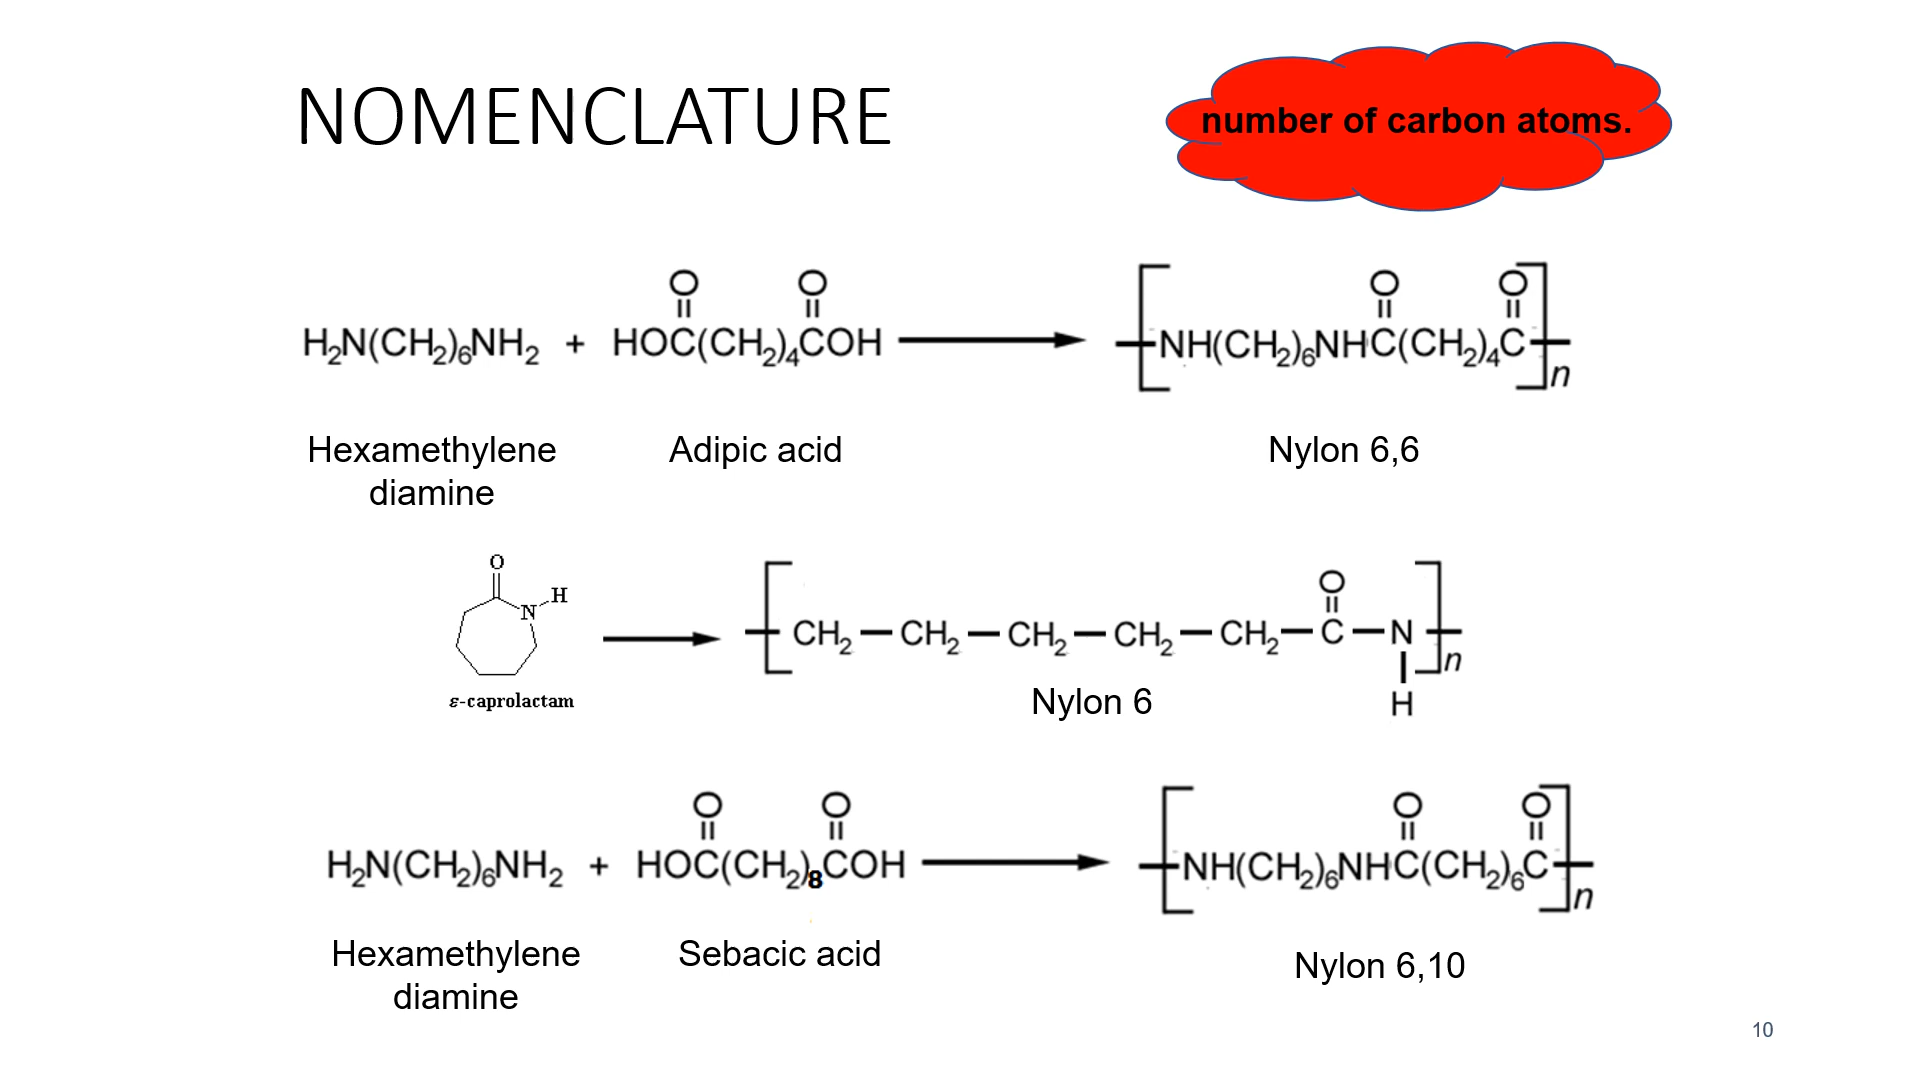 NOMENCLATURE
number of carbon atoms.
O O O O
H₂N(CH₂)₆NH₂ + HOC(CH₂)₄COH NH(CH₂)₆NHC(CH₂)₄C n
Hexamethylene
diamine
Adipic acid
Nylon 6,6
O
N H
ε-caprolactam
O
CH₂ CH₂ CH₂ CH₂ CH₂ C N n
H
Nylon 6
O O O O
H₂N(CH₂)₆NH₂ + HOC(CH₂)₈COH NH(CH₂)₆NHC(CH₂)₆C n
Hexamethylene
diamine
Sebacic acid
Nylon 6,10
10